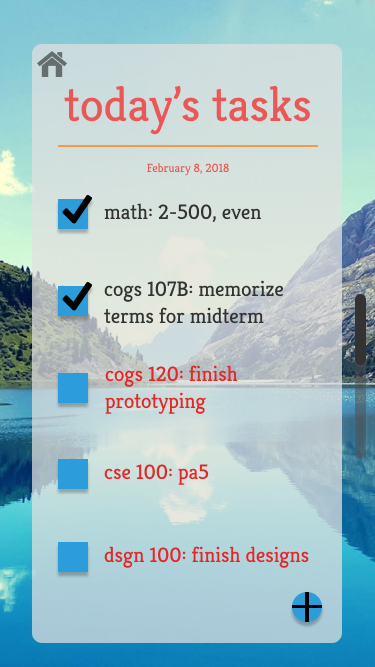 today's tasks
February 8, 2018
math: 2-500, even
cogs 107B: memorize
terms for midterm
cogs 120: finish
prototyping
cse 100: pa5
dsgn 100: finish designs